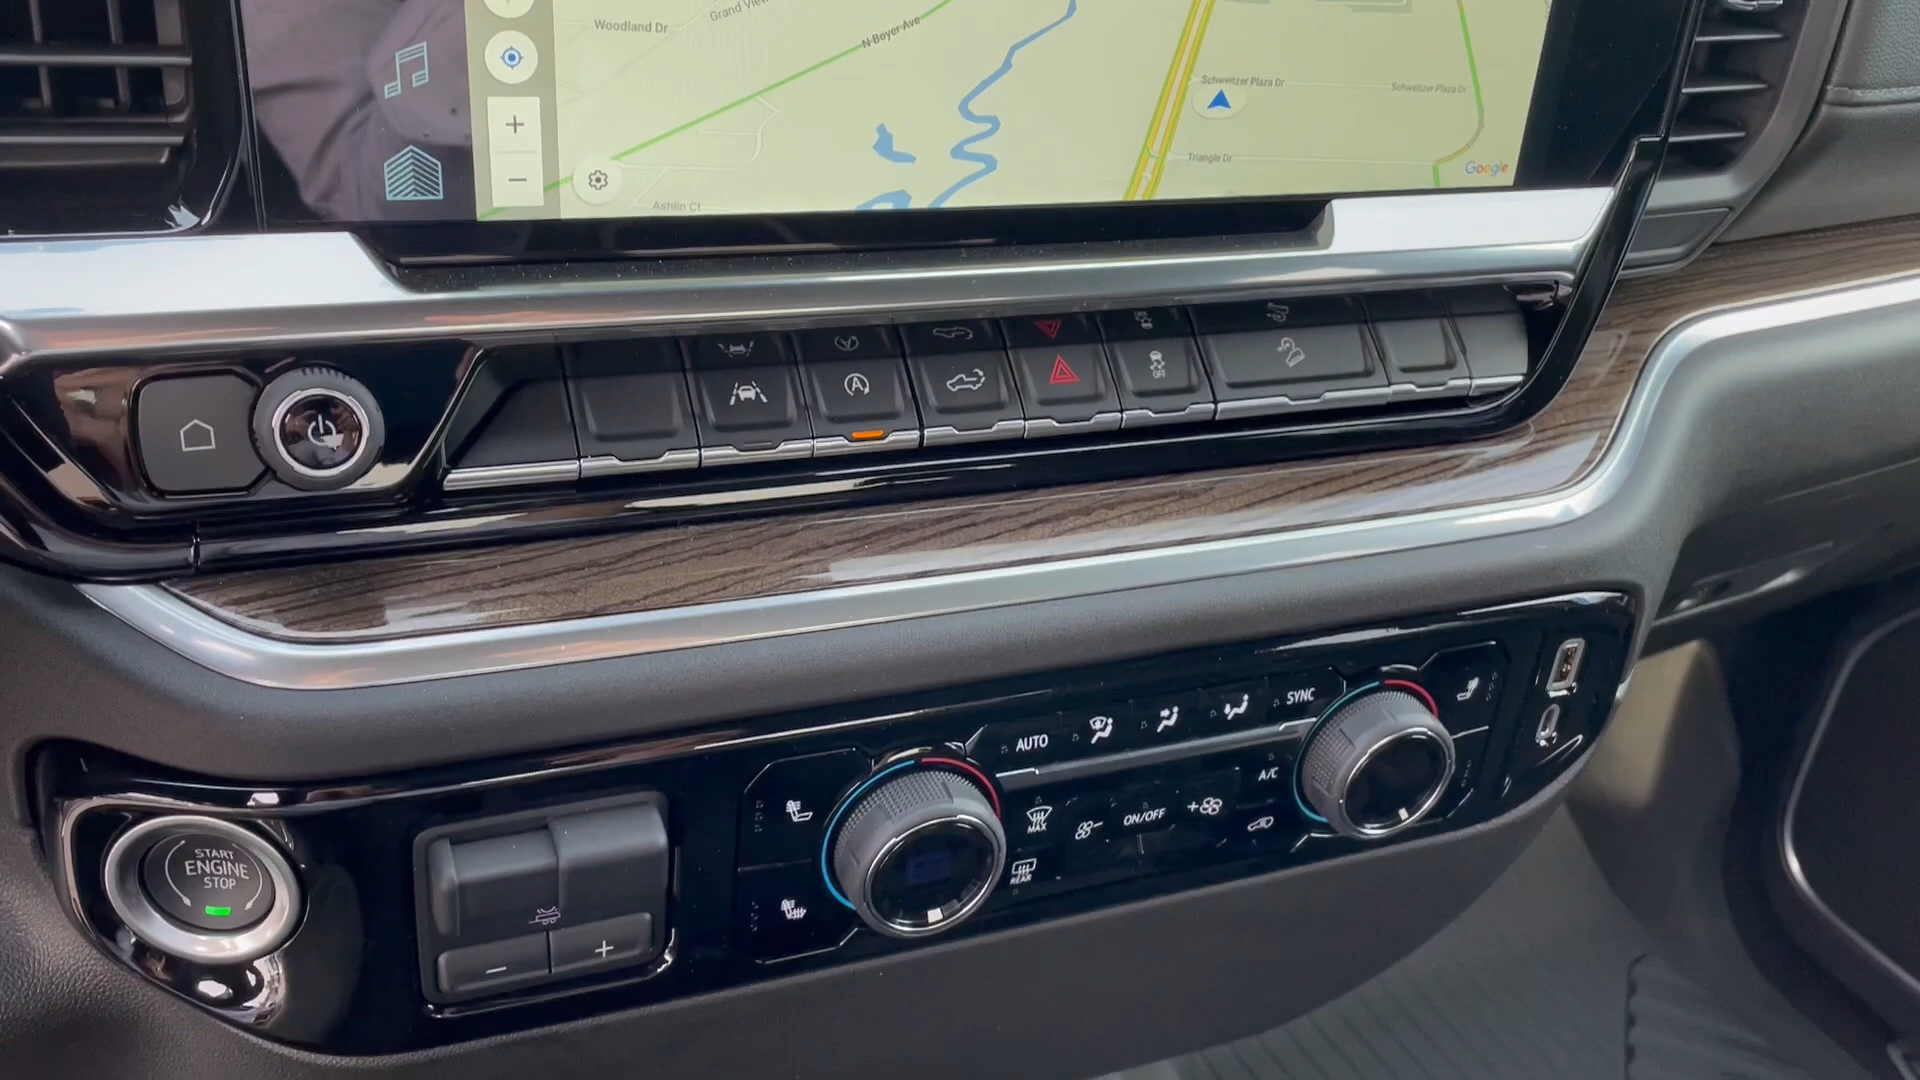 Woodland Dr
Grand View
N Boyer Ave
Schweitzer Plaza Dr
Schweitzer Plaza Dr
Triangle Dr
Google
Ashlin Ct
A
OFF
AUTO
SYNC
A/C
MAX
ON/OFF
REAR
START
ENGINE
STOP